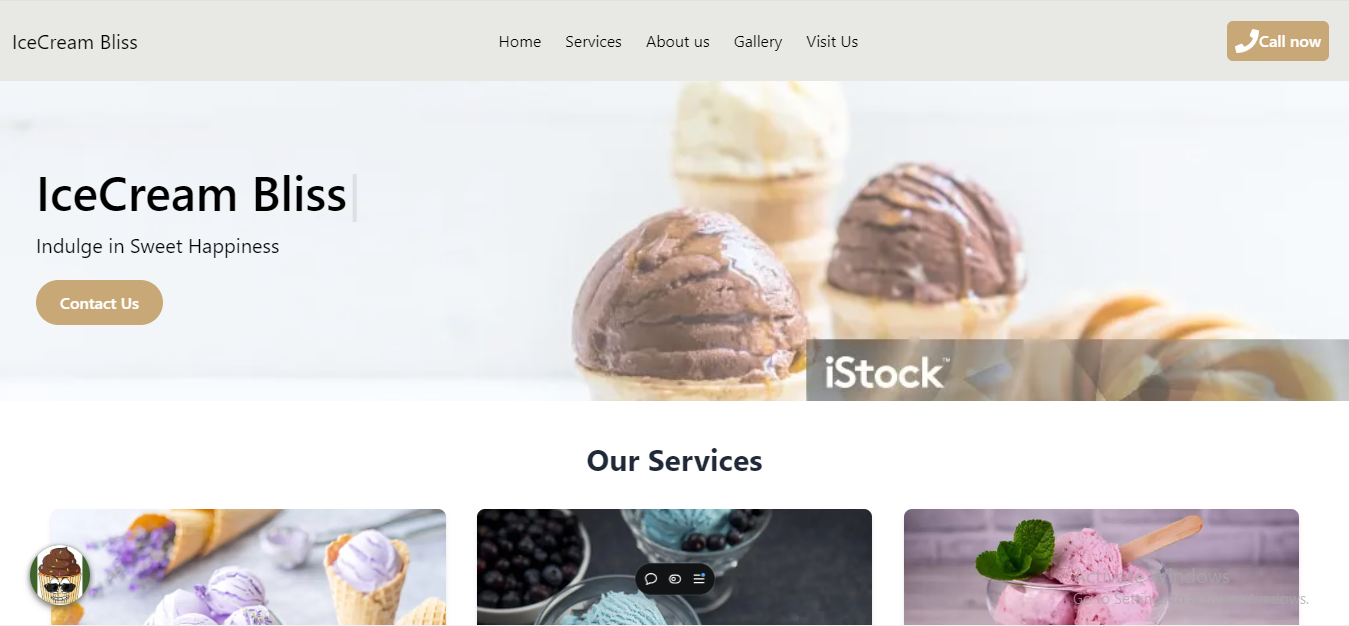 IceCream Bliss
Home Services About us Gallery Visit Us
Call now
IceCream Bliss
Indulge in Sweet Happiness
Contact Us
iStock™
Our Services
Activate Windows
Go to Settings to activate Windows.